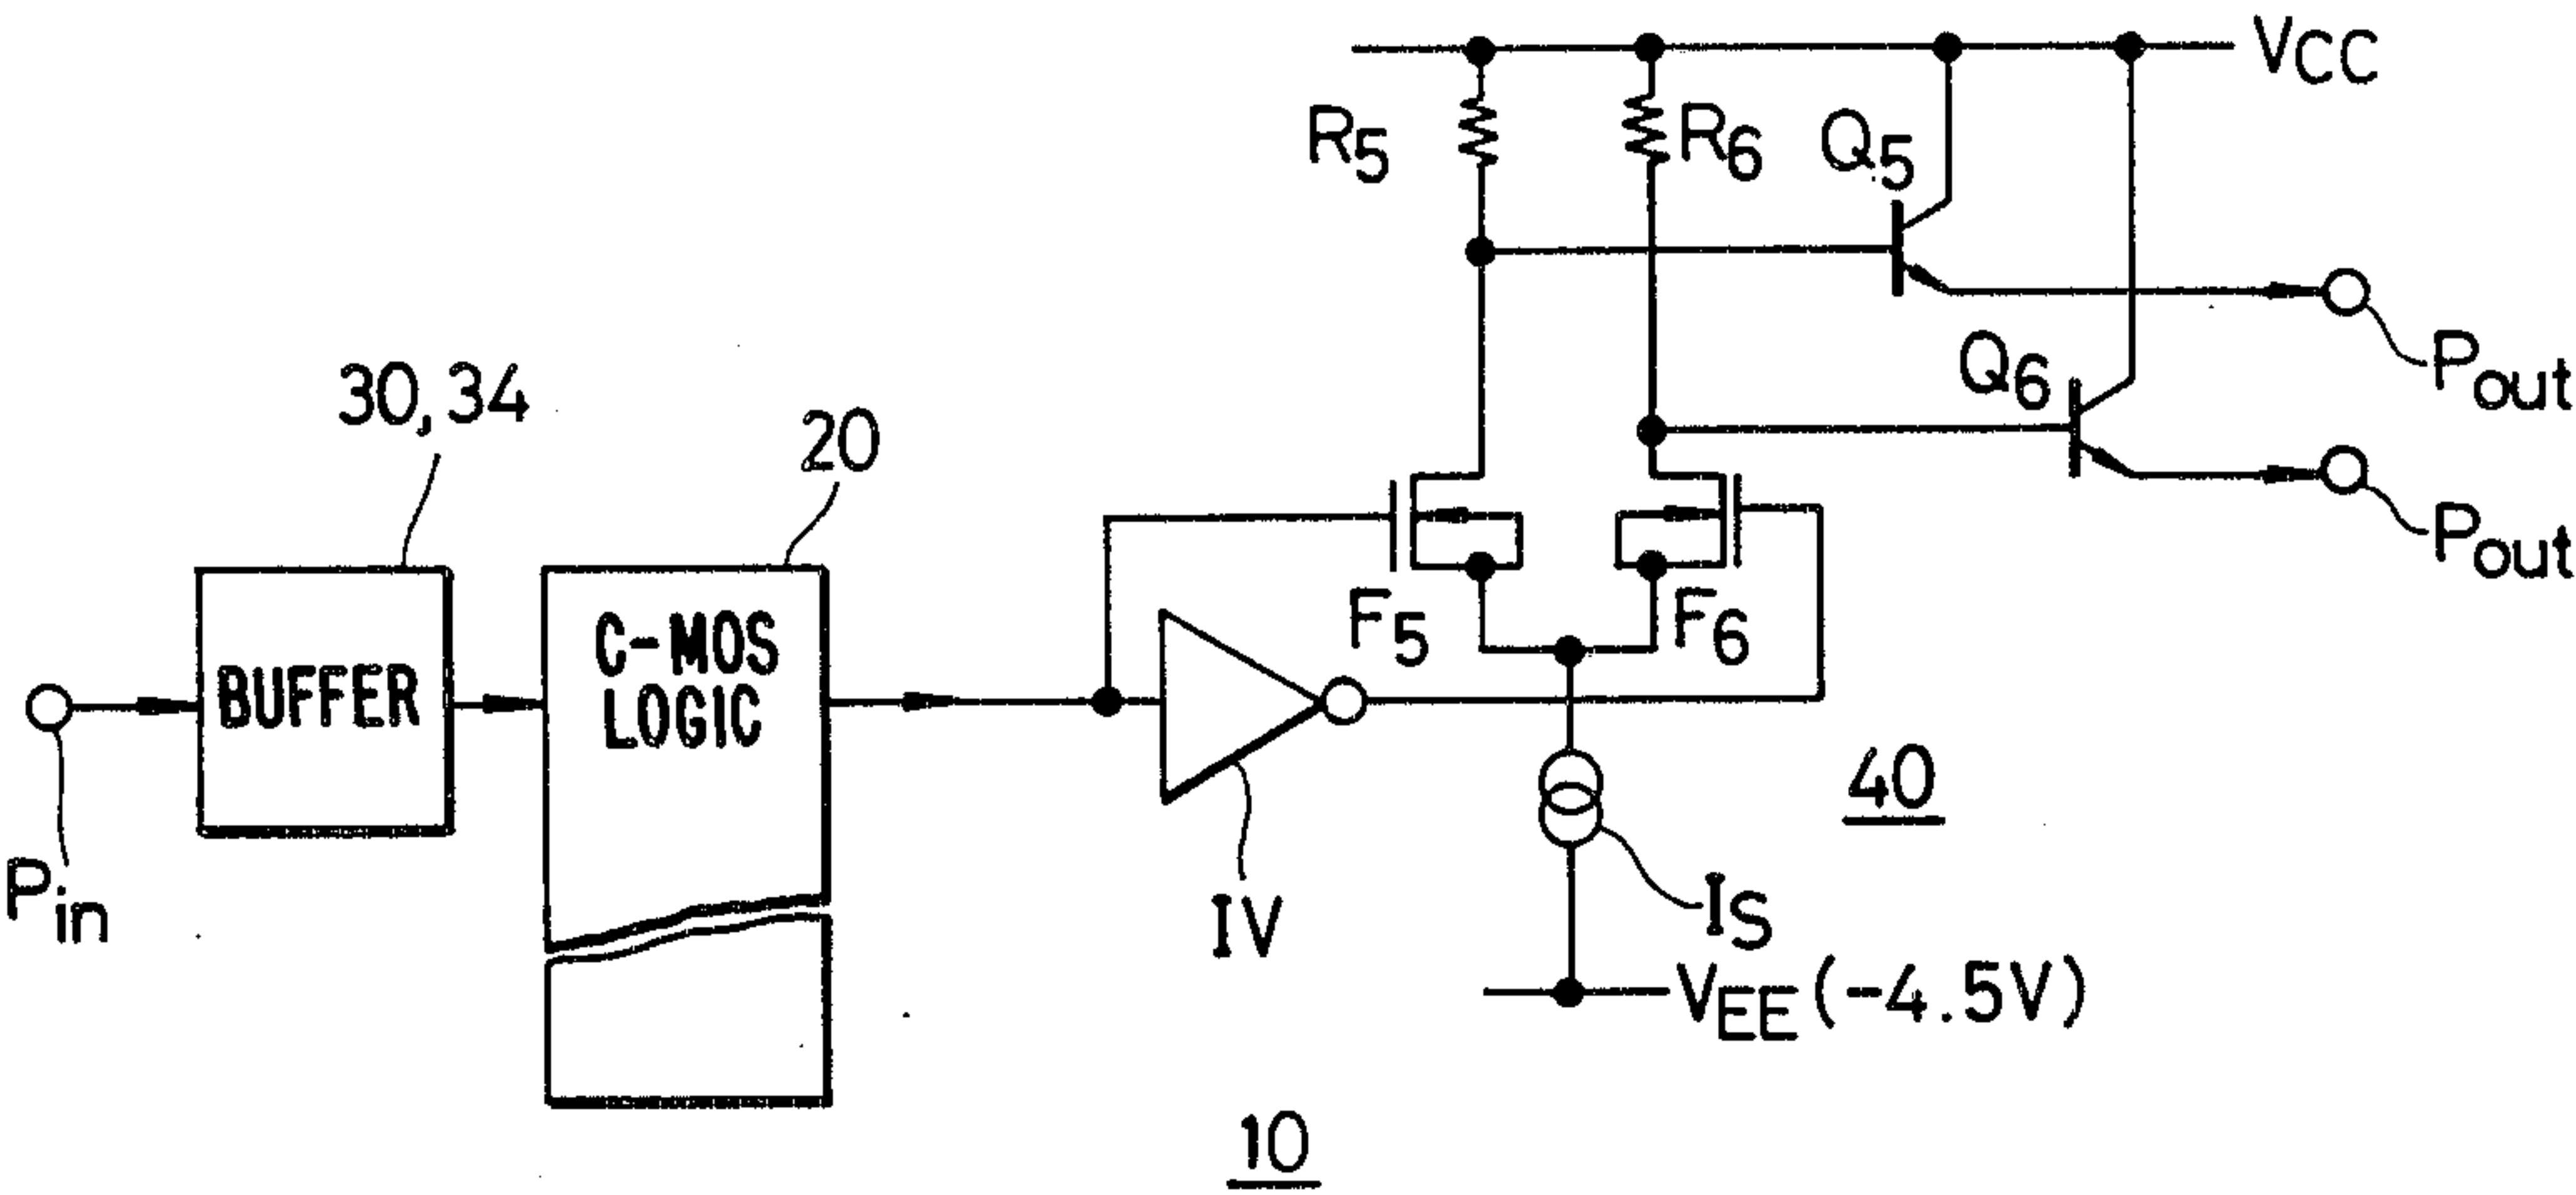 VCC
R5
R6
Q5
Pout
Q6
Pout
30, 34
20
BUFFER
C-MOS
LOGIC
F5
F6
Pin
IV
40
IS
VEE (-4.5V)
10